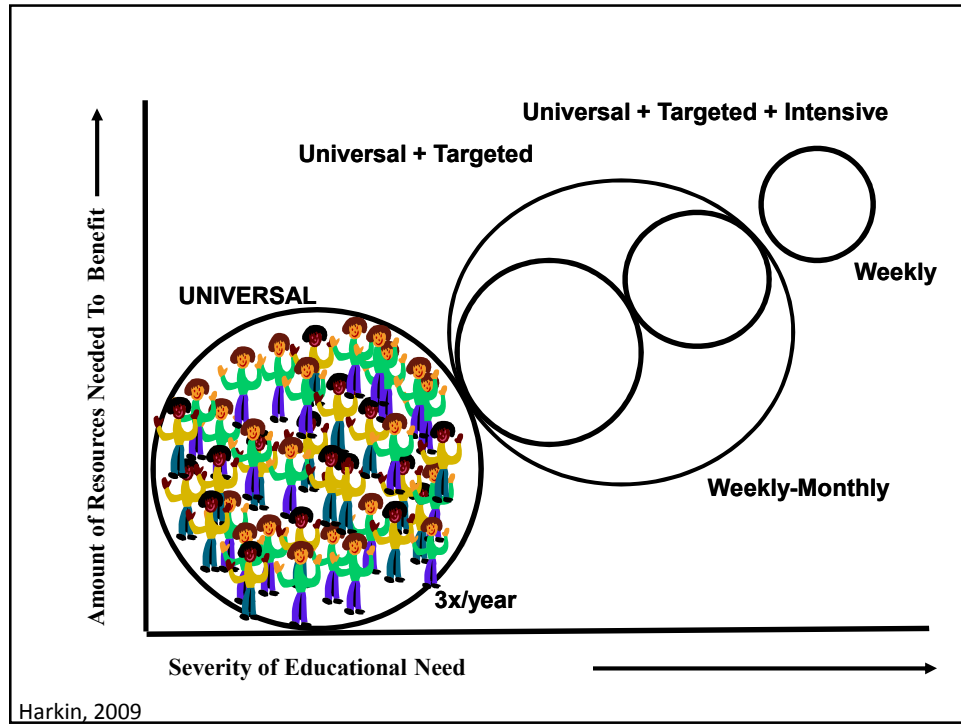 Universal + Targeted + Intensive
Universal + Targeted
Amount of Resources Needed To Benefit
Weekly
UNIVERSAL
Weekly-Monthly
3x/year
Severity of Educational Need
Harkin, 2009